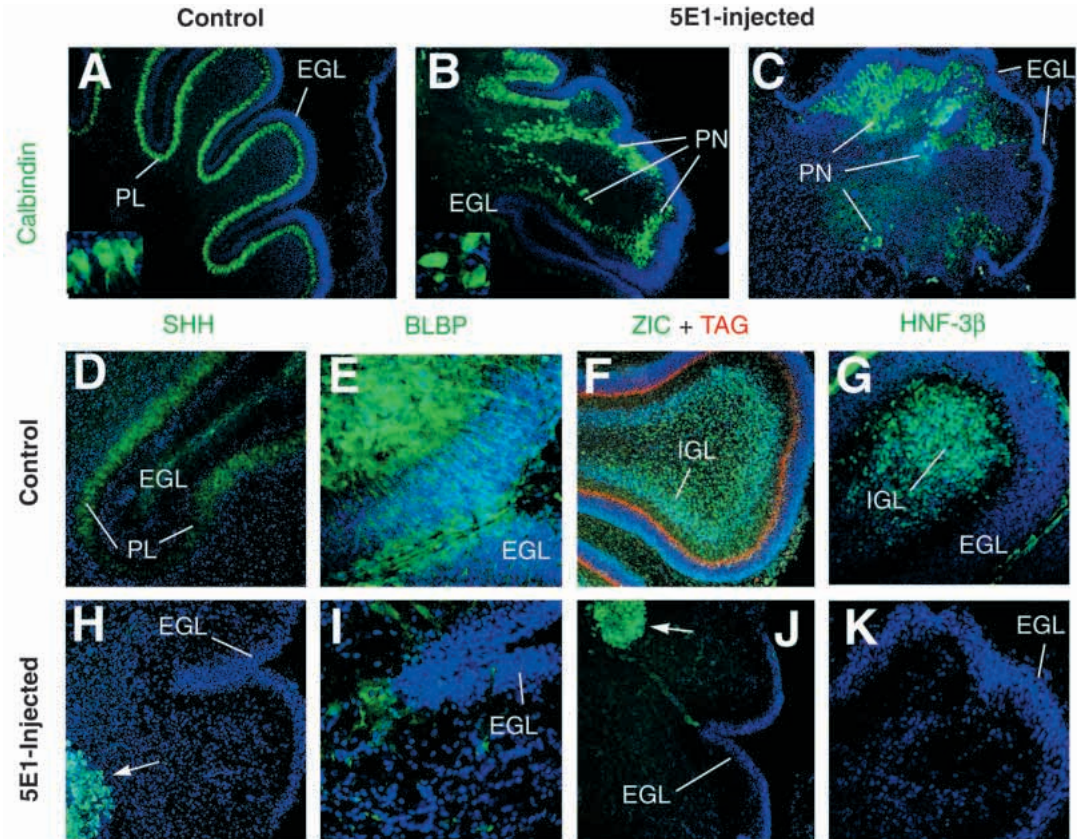 Control 5E1-injected
Calbindin
A EGL PL
B PN EGL
C EGL PN
SHH BLBP ZIC + TAG HNF-3β
Control
D EGL PL
E EGL
F IGL
G IGL EGL
5E1-Injected
H EGL
I EGL
J EGL
K EGL